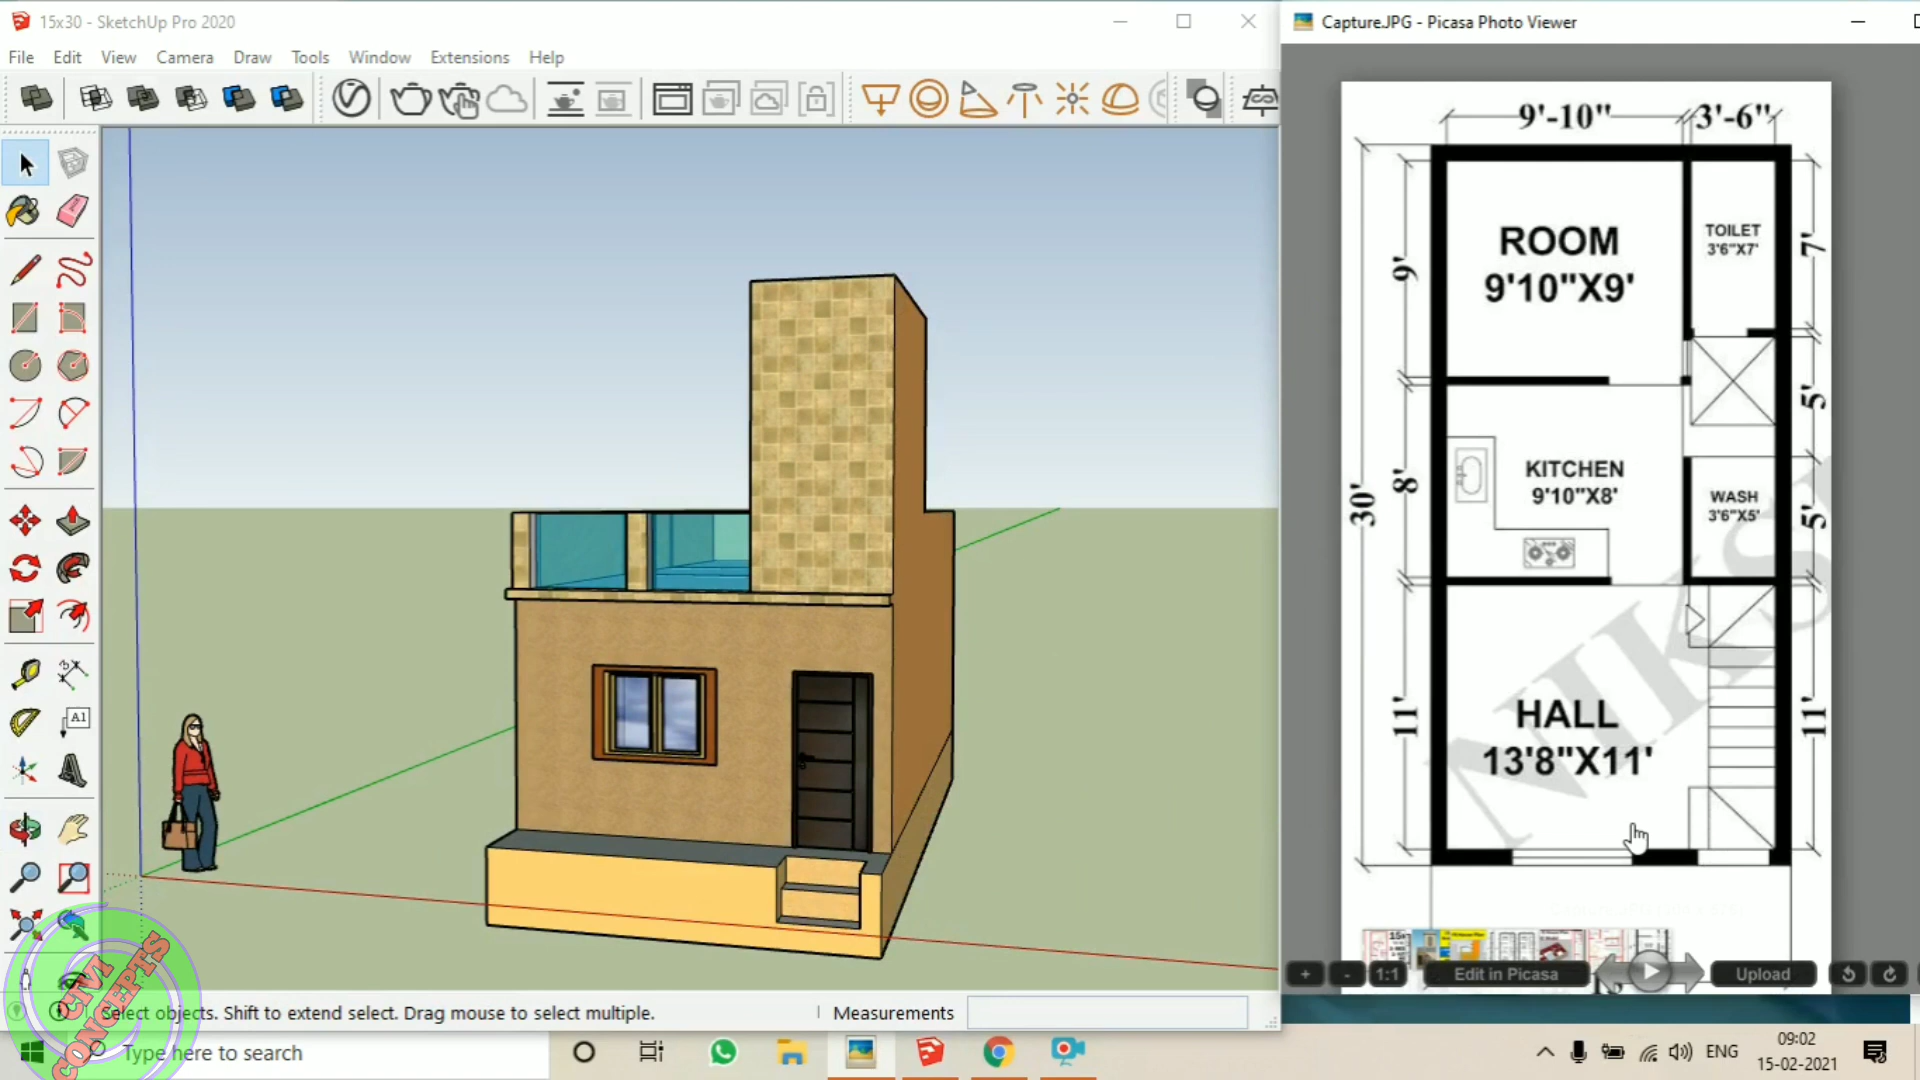 15x30 - SketchUp Pro 2020
File Edit View Camera Draw Tools Window Extensions Help
A1
Select objects. Shift to extend select. Drag mouse to select multiple.
Measurements
CIVIL CONCEPTS
Capture.JPG - Picasa Photo Viewer
9'-10"
3'-6"
ROOM
9'10"X9'
TOILET
3'6"X7'
9'
7'
5'
KITCHEN
9'10"X8'
8'
30'
WASH
3'6"X5'
5'
HALL
13'8"X11'
11'
11'
NIKS
+ - 1:1 Edit in Picasa Upload
Type here to search
ENG
09:02
15-02-2021